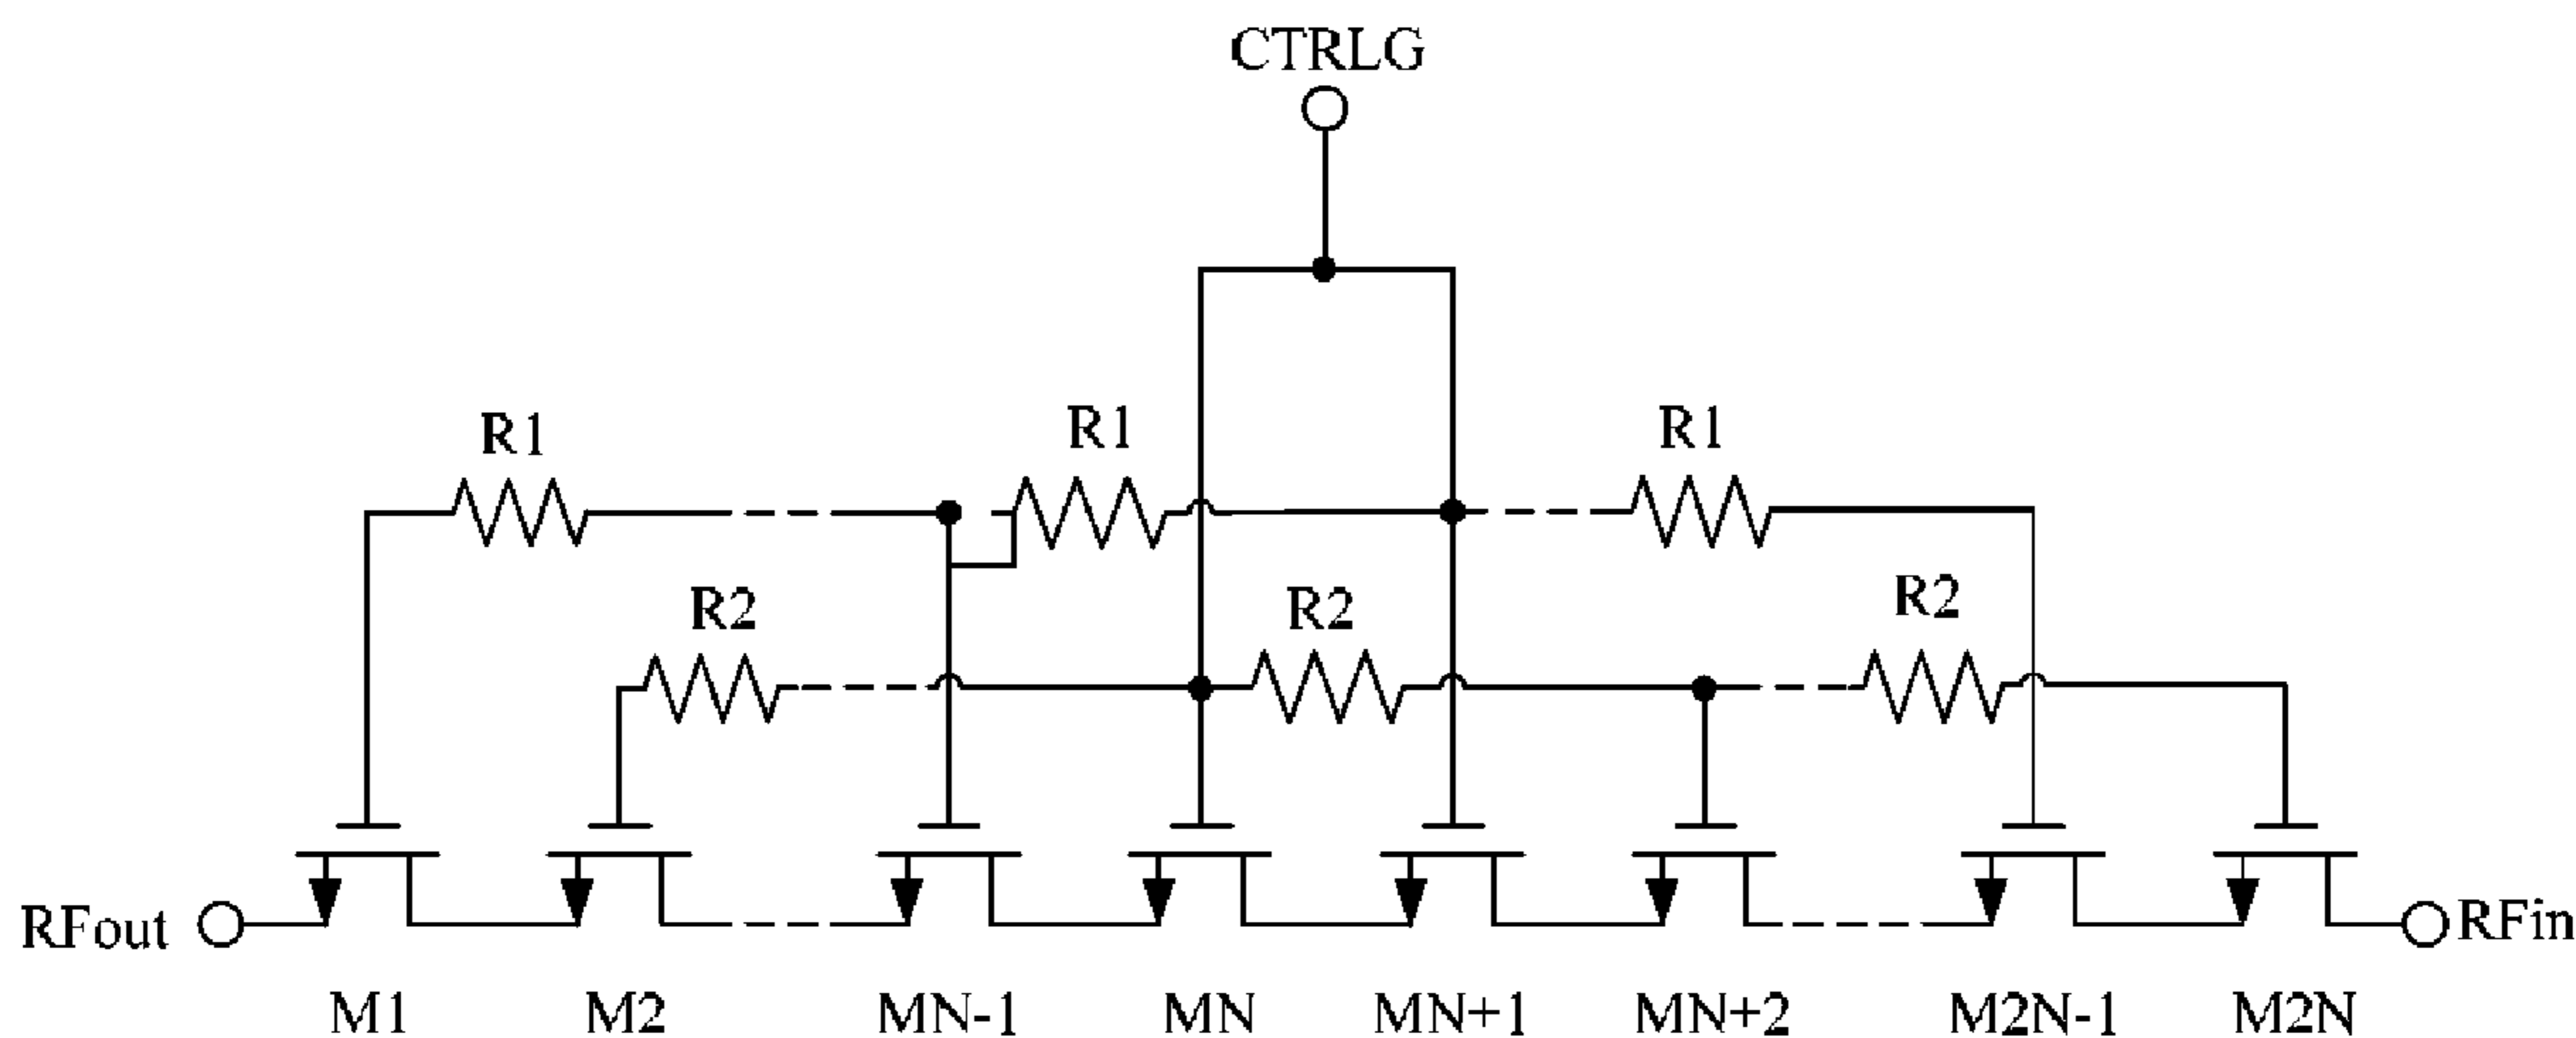 CTRLG
R1 R1 R1
R2 R2 R2
RFout RFin
M1 M2 MN-1 MN MN+1 MN+2 M2N-1 M2N